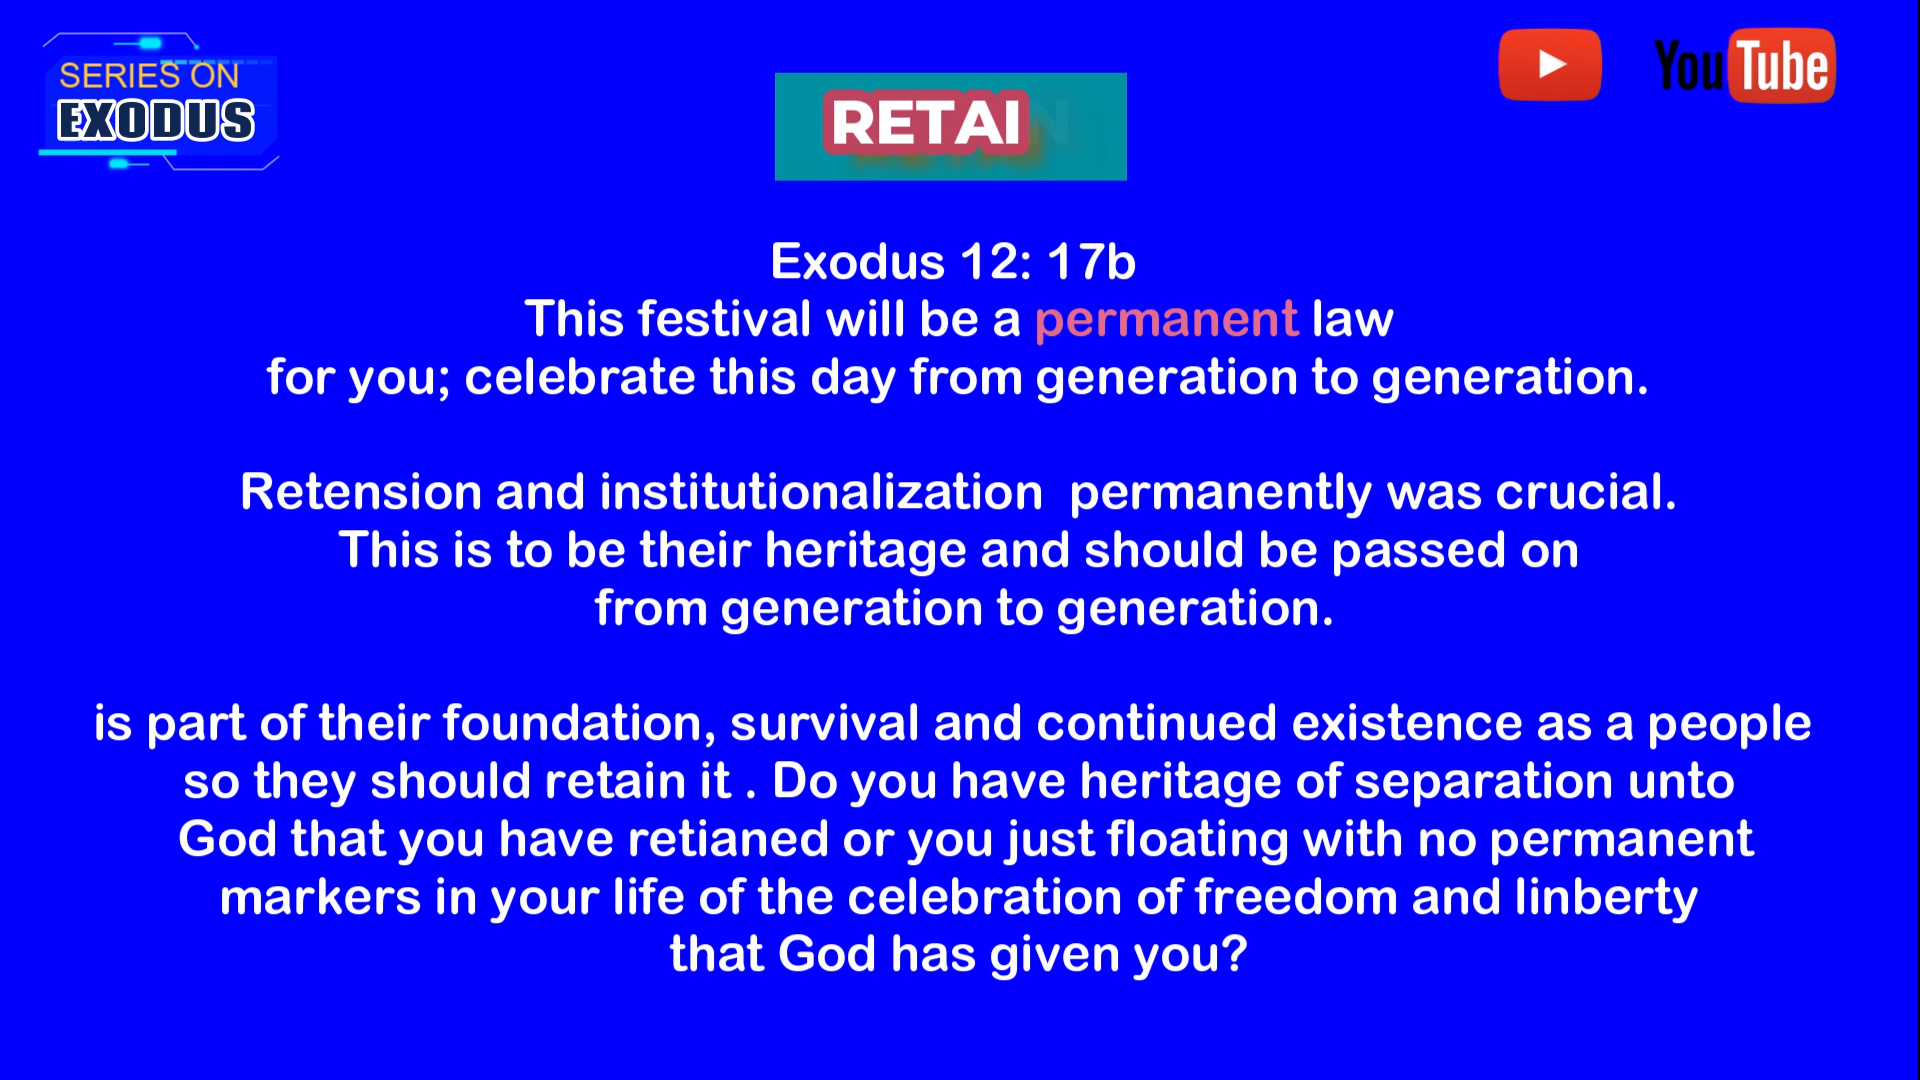 SERIES ON
EXODUS
RETAIN
YouTube
Exodus 12: 17b
This festival will be a permanent law
for you; celebrate this day from generation to generation.
Retension and institutionalization  permanently was crucial.
This is to be their heritage and should be passed on
from generation to generation.
is part of their foundation, survival and continued existence as a people
so they should retain it . Do you have heritage of separation unto
God that you have retianed or you just floating with no permanent
markers in your life of the celebration of freedom and linberty
that God has given you?